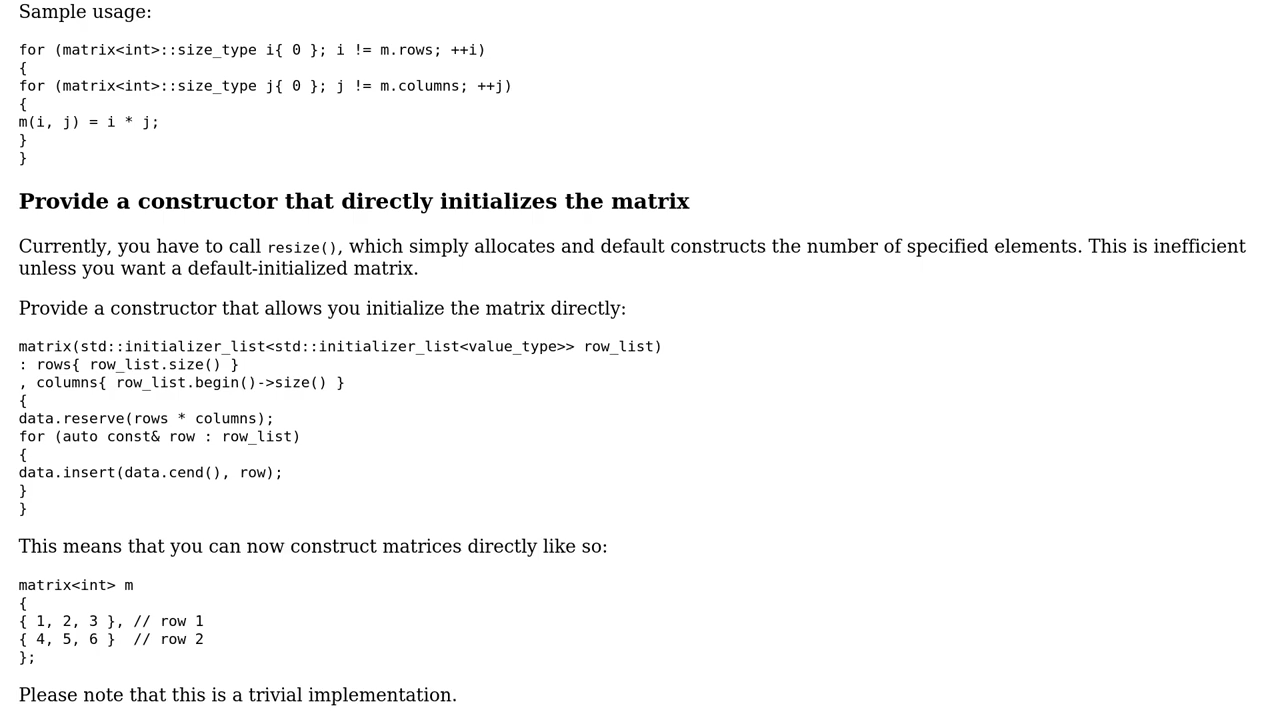 Sample usage:
for (matrix<int>::size_type i{ 0 }; i != m.rows; ++i)
{
for (matrix<int>::size_type j{ 0 }; j != m.columns; ++j)
{
m(i, j) = i * j;
}
}
Provide a constructor that directly initializes the matrix
Currently, you have to call resize(), which simply allocates and default constructs the number of specified elements. This is inefficient
unless you want a default-initialized matrix.
Provide a constructor that allows you initialize the matrix directly:
matrix(std::initializer_list<std::initializer_list<value_type>> row_list)
: rows{ row_list.size() }
, columns{ row_list.begin()->size() }
{
data.reserve(rows * columns);
for (auto const& row : row_list)
{
data.insert(data.cend(), row);
}
}
This means that you can now construct matrices directly like so:
matrix<int> m
{
{ 1, 2, 3 }, // row 1
{ 4, 5, 6 }  // row 2
};
Please note that this is a trivial implementation.